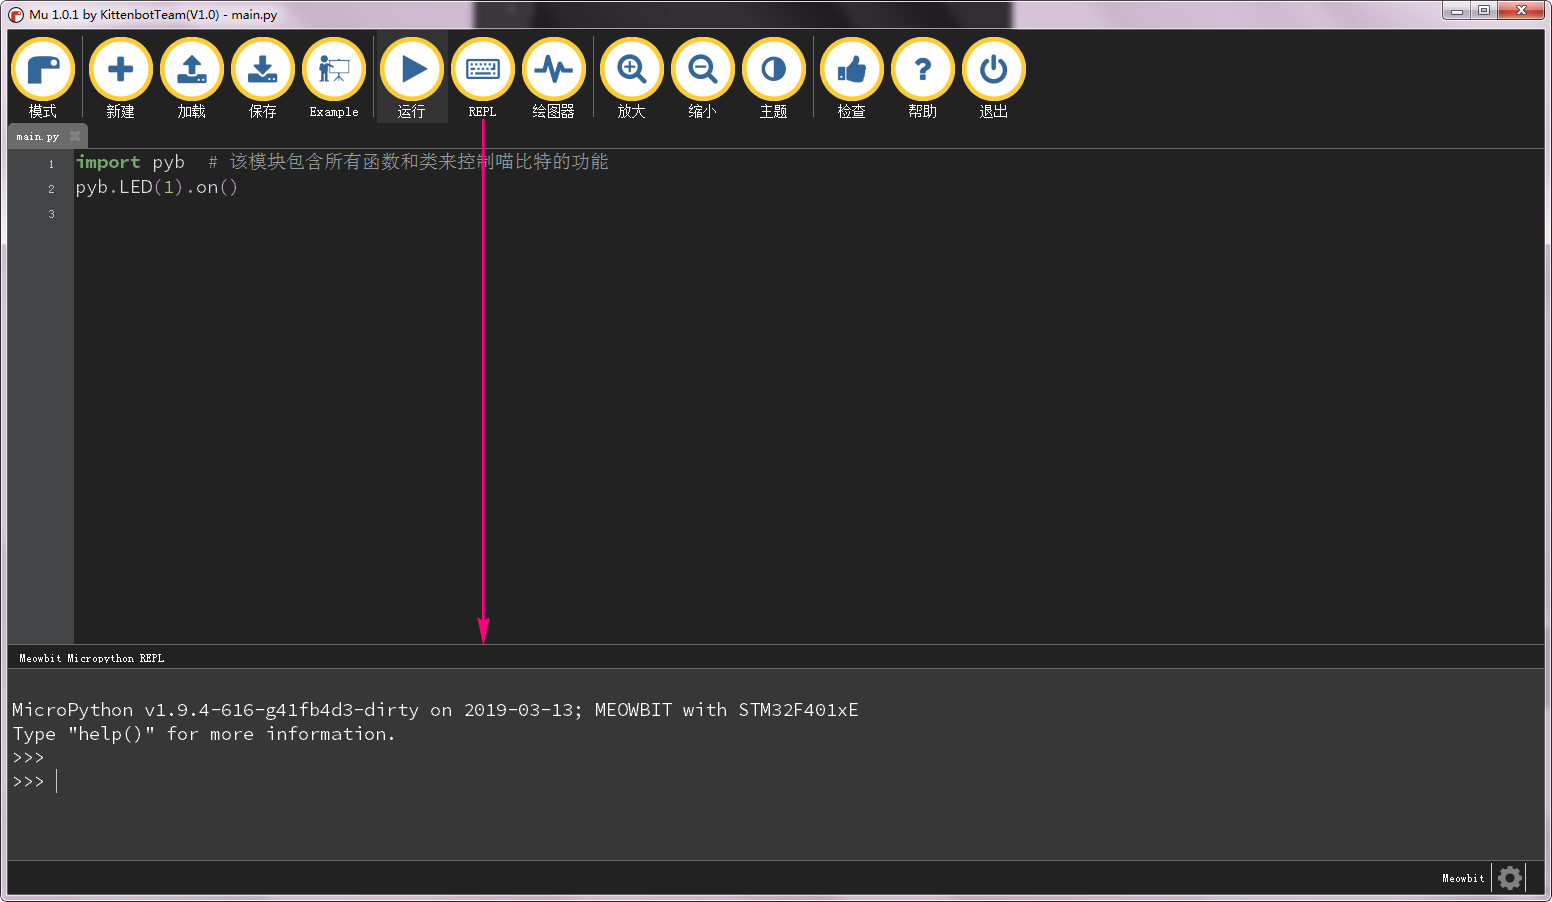 Mu 1.0.1 by KittenbotTeam(V1.0) - main.py
模式 新建 加载 保存 Example 运行 REPL 绘图器 放大 缩小 主题 检查 帮助 退出
main.py
1 import pyb  # 该模块包含所有函数和类来控制喵比特的功能
2 pyb.LED(1).on()
3
Meowbit Micropython REPL
MicroPython v1.9.4-616-g41fb4d3-dirty on 2019-03-13; MEOWBIT with STM32F401xE
Type "help()" for more information.
>>>
>>>
Meowbit